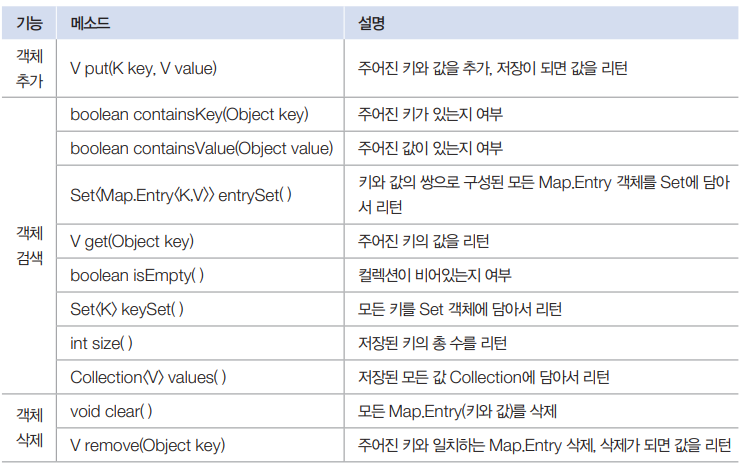 기능 메소드 설명
객체
추가
V put(K key, V value) 주어진 키와 값을 추가, 저장이 되면 값을 리턴
객체
검색
boolean containsKey(Object key) 주어진 키가 있는지 여부
boolean containsValue(Object value) 주어진 값이 있는지 여부
Set〈Map.Entry〈K,V〉〉 entrySet( ) 키와 값의 쌍으로 구성된 모든 Map.Entry 객체를 Set에 담아
서 리턴
V get(Object key) 주어진 키의 값을 리턴
boolean isEmpty( ) 컬렉션이 비어있는지 여부
Set〈K〉 keySet( ) 모든 키를 Set 객체에 담아서 리턴
int size( ) 저장된 키의 총 수를 리턴
Collection〈V〉 values( ) 저장된 모든 값 Collection에 담아서 리턴
객체
삭제
void clear( ) 모든 Map.Entry(키와 값)를 삭제
V remove(Object key) 주어진 키와 일치하는 Map.Entry 삭제, 삭제가 되면 값을 리턴